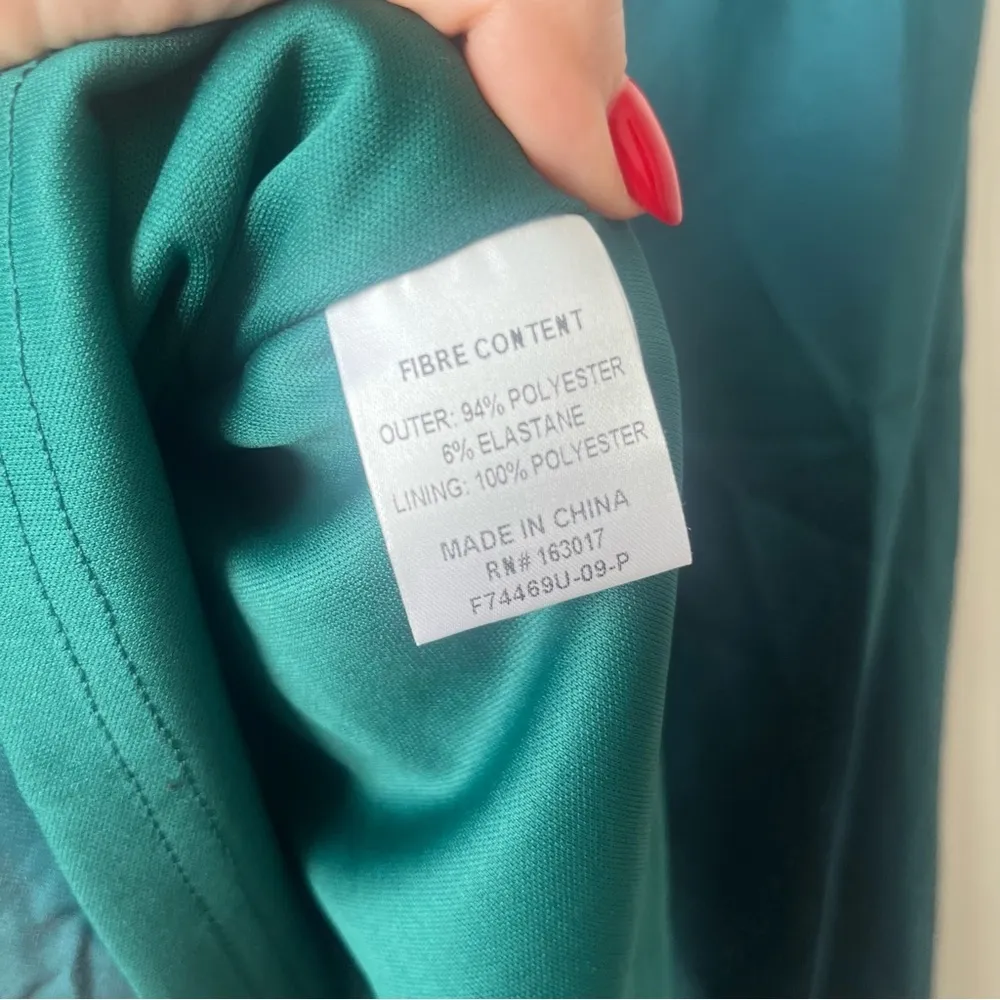 FIBRE CONTENT
OUTER: 94% POLYESTER
6% ELASTANE
LINING: 100% POLYESTER
MADE IN CHINA
RN# 163017
F74469U-09-P